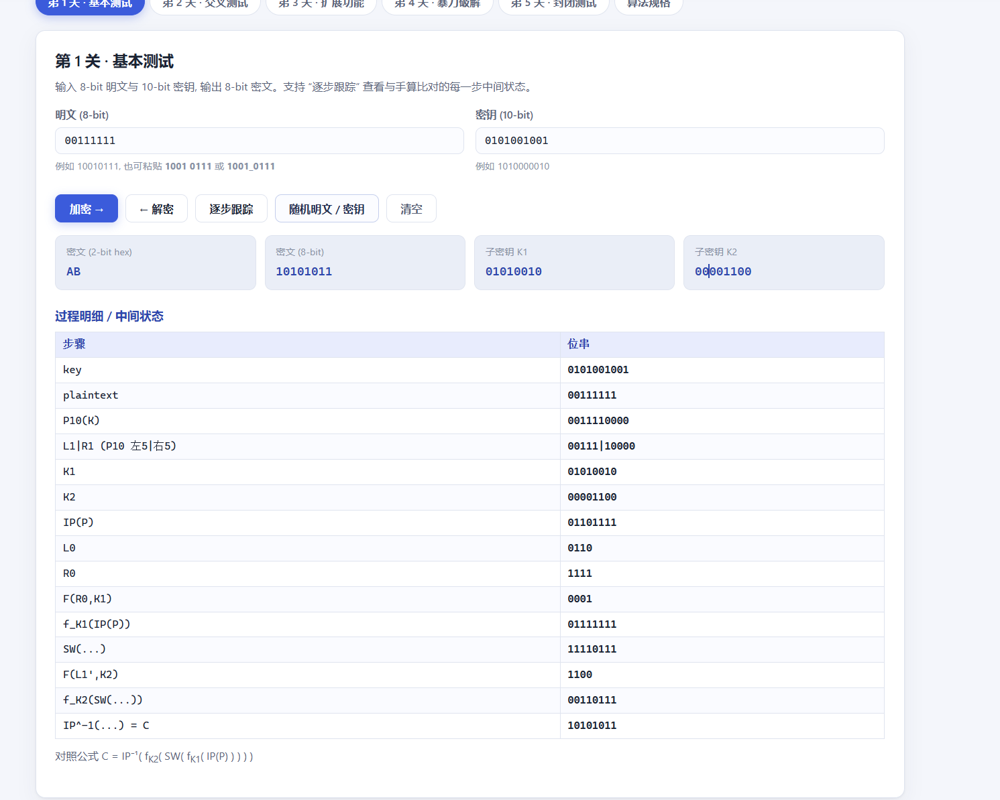 第 1 关 · 基本测试 第 2 关 · 交叉测试 第 3 关 · 扩展功能 第 4 关 · 暴力破解 第 5 关 · 封闭测试 算法规格
第 1 关 · 基本测试
输入 8-bit 明文与 10-bit 密钥, 输出 8-bit 密文。支持 “逐步跟踪” 查看与手算比对的每一步中间状态。
明文 (8-bit) 密钥 (10-bit)
00111111 0101001001
例如 10010111, 也可粘贴 1001 0111 或 1001_0111 例如 1010000010
加密 → ← 解密 逐步跟踪 随机明文 / 密钥 清空
密文 (2-bit hex) 密文 (8-bit) 子密钥 K1 子密钥 K2
AB 10101011 01010010 00001100
过程明细 / 中间状态
步骤 位串
key 0101001001
plaintext 00111111
P10(K) 0011110000
L1|R1 (P10 左5|右5) 00111|10000
K1 01010010
K2 00001100
IP(P) 01101111
L0 0110
R0 1111
F(R0,K1) 0001
f_K1(IP(P)) 01111111
SW(...) 11110111
F(L1',K2) 1100
f_K2(SW(...)) 00110111
IP^-1(...) = C 10101011
对照公式 C = IP⁻¹( fK2( SW( fK1( IP(P) ) ) ) )